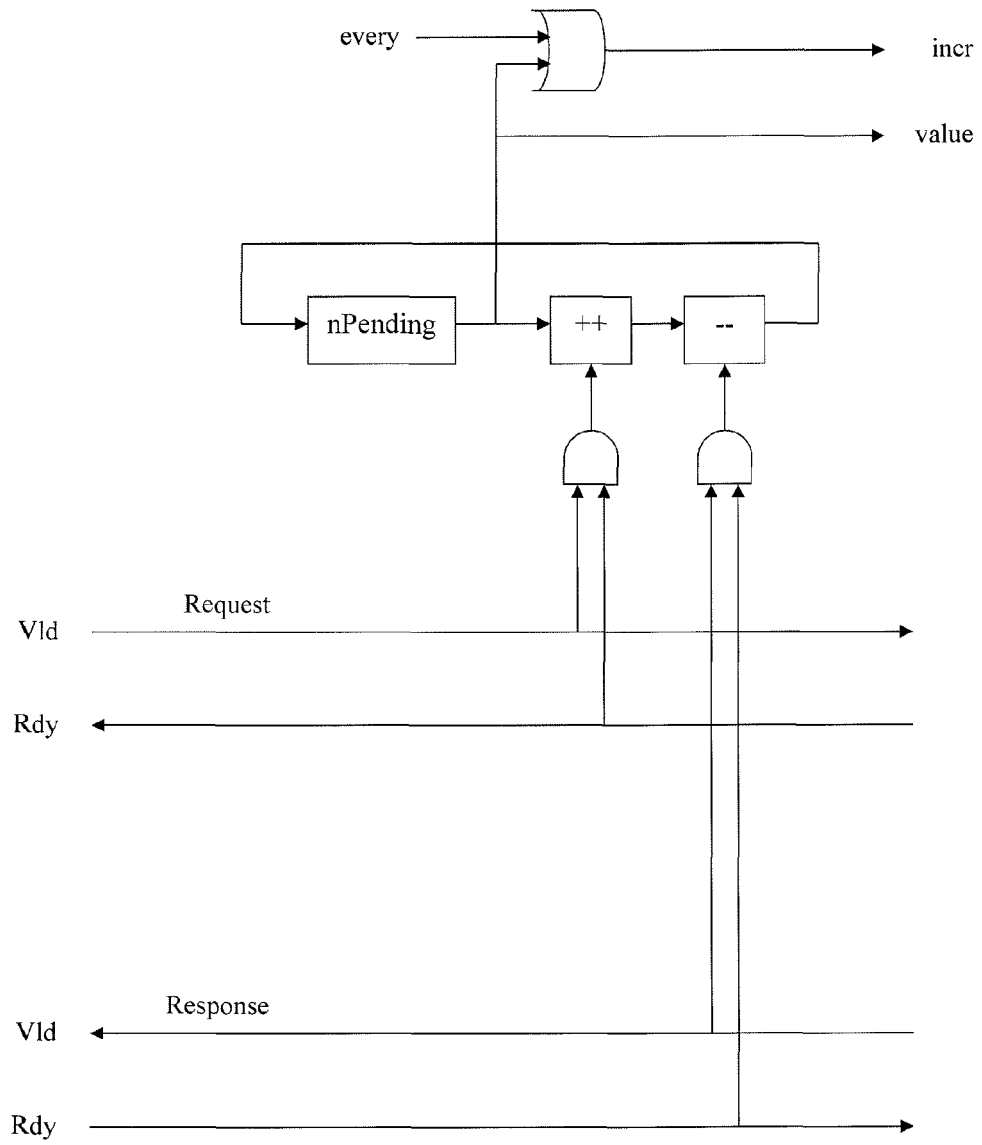 every
incr
value
nPending
++
--
Request
Vld
Rdy
Response
Vld
Rdy